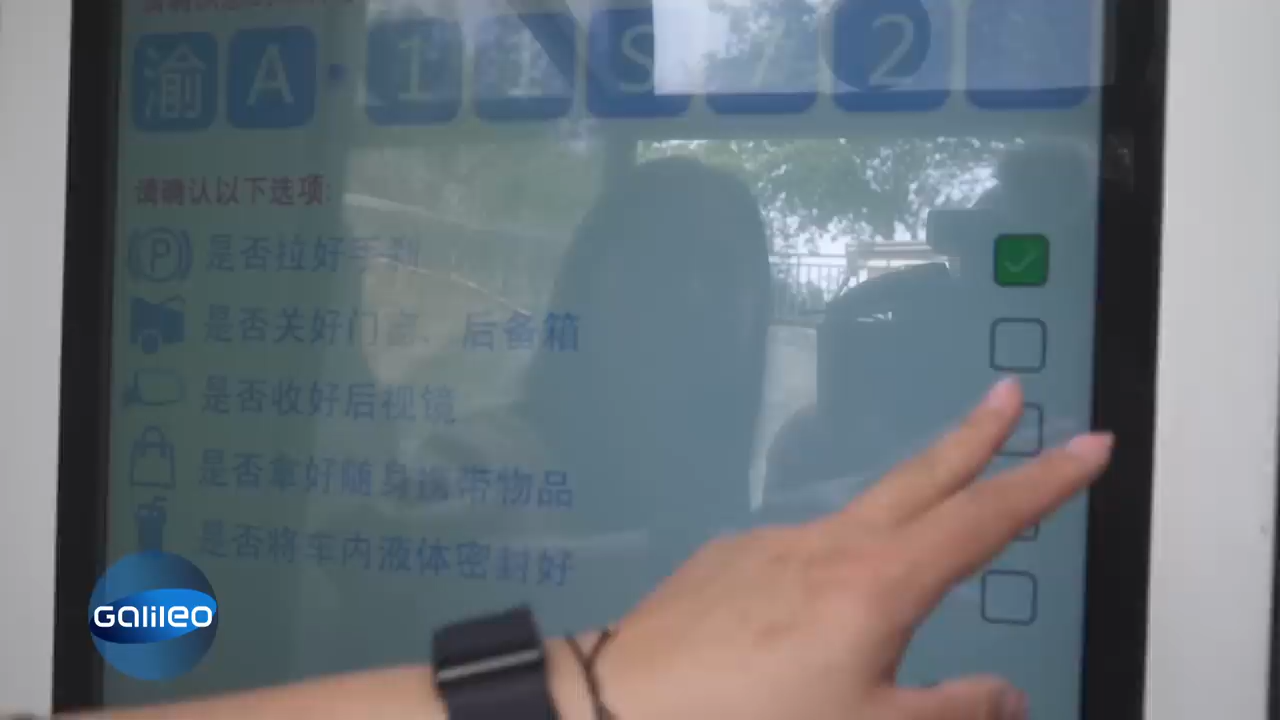 渝 A · 1 1 S 7 2
请确认以下选项:
是否拉好手刹
是否关好门窗、后备箱
是否收好后视镜
是否拿好随身携带物品
是否将车内液体密封好
GaLiLEO